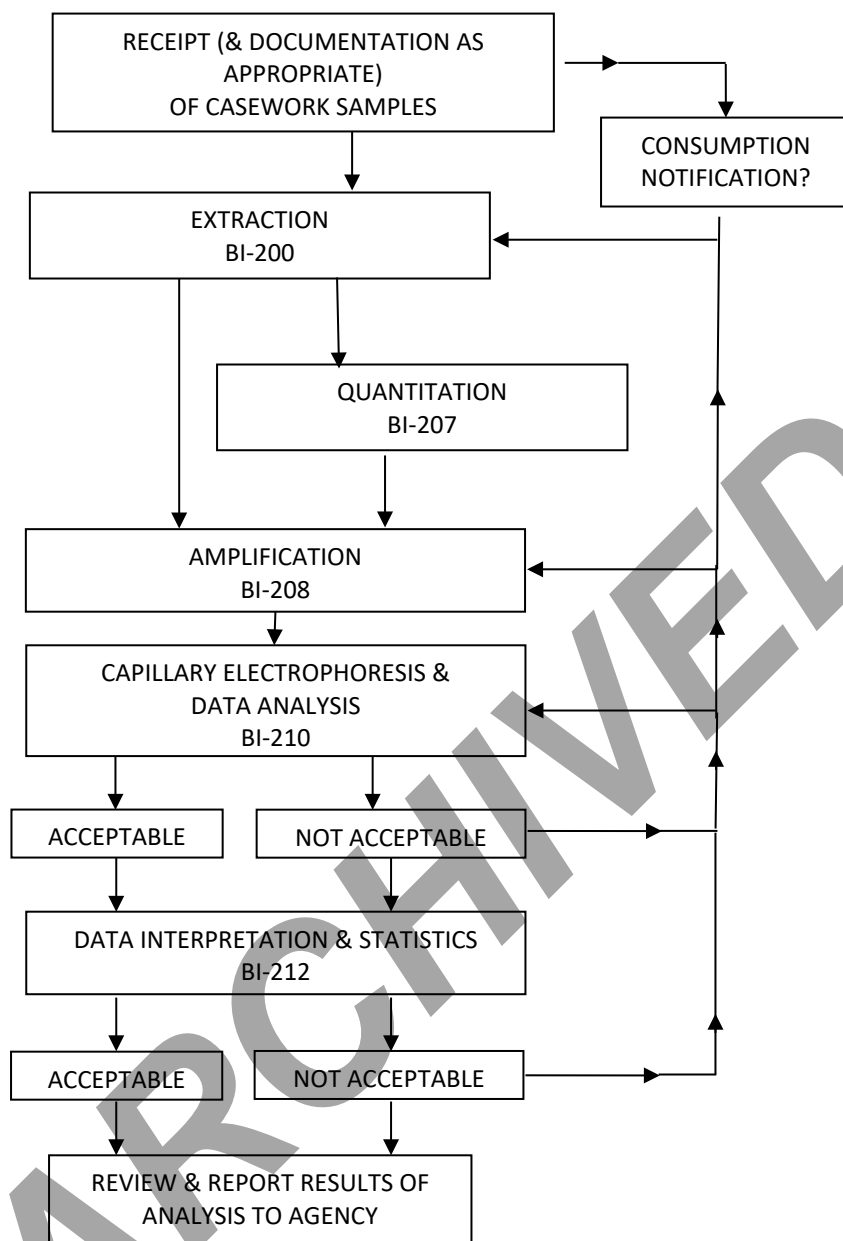 RECEIPT (& DOCUMENTATION AS
APPROPRIATE)
OF CASEWORK SAMPLES
CONSUMPTION
NOTIFICATION?
EXTRACTION
BI-200
QUANTITATION
BI-207
AMPLIFICATION
BI-208
CAPILLARY ELECTROPHORESIS &
DATA ANALYSIS
BI-210
ACCEPTABLE
NOT ACCEPTABLE
DATA INTERPRETATION & STATISTICS
BI-212
ACCEPTABLE
NOT ACCEPTABLE
REVIEW & REPORT RESULTS OF
ANALYSIS TO AGENCY
ARCHIVED